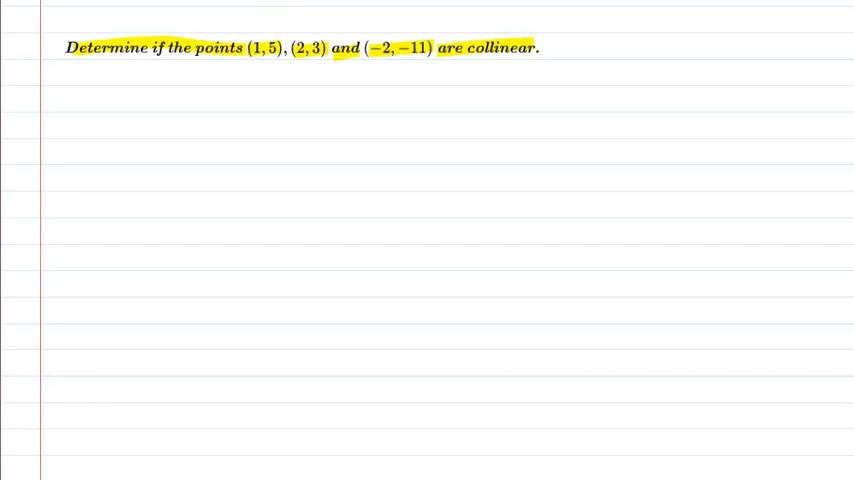 Determine if the points (1, 5), (2, 3) and (−2, −11) are collinear.